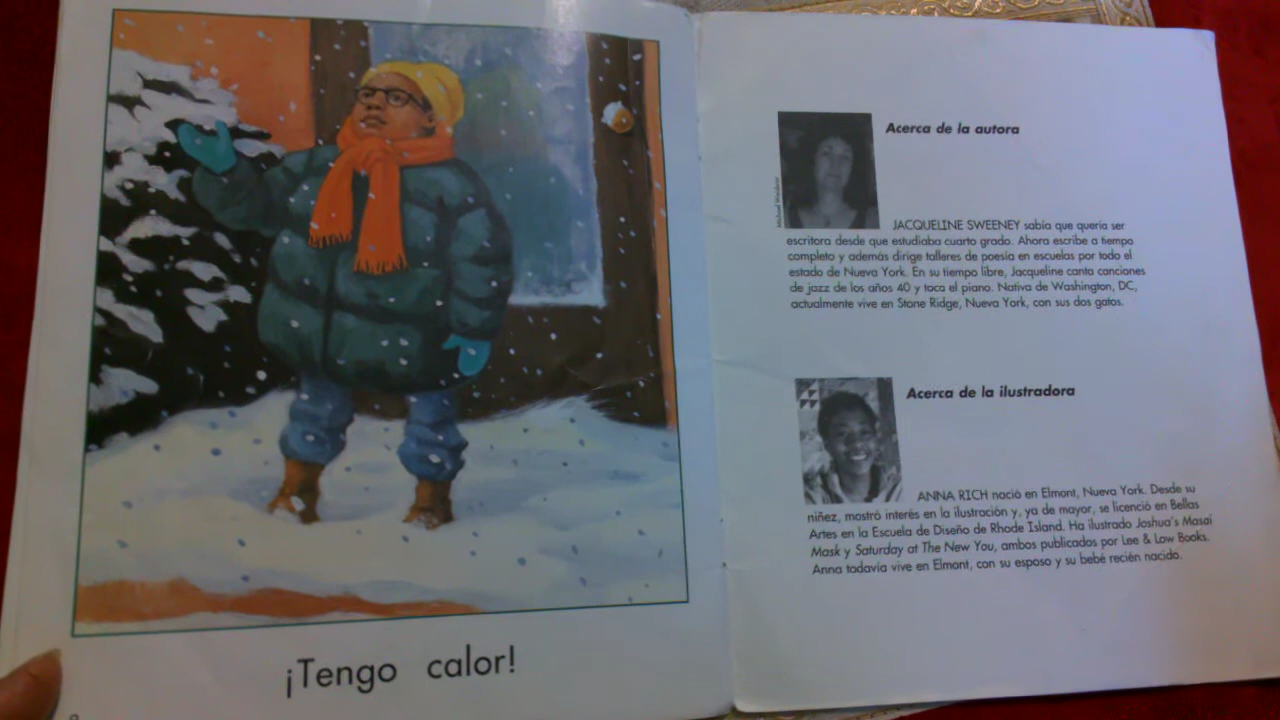 ¡Tengo calor!
Acerca de la autora
JACQUELINE SWEENEY sabía que quería ser
escritora desde que estudiaba cuarto grado. Ahora escribe a tiempo
completo y además dirige talleres de poesía en escuelas por todo el
estado de Nueva York. En su tiempo libre, Jacqueline canta canciones
de jazz de los años 40 y toca el piano. Nativa de Washington, DC,
actualmente vive en Stone Ridge, Nueva York, con sus dos gatos.
Acerca de la ilustradora
ANNA RICH nació en Elmont, Nueva York. Desde su
niñez, mostró interés en la ilustración y, ya de mayor, se licenció en Bellas
Artes en la Escuela de Diseño de Rhode Island. Ha ilustrado Joshua's Masai
Mask y Saturday at The New You, ambos publicados por Lee & Low Books.
Anna todavía vive en Elmont, con su esposo y su bebé recién nacido.